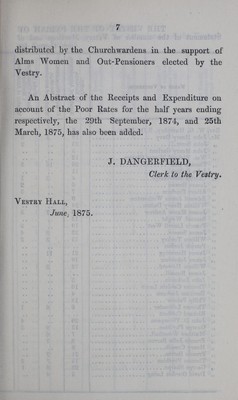 7
distributed by the Churchwardens in the support of
Alms Women and Out-Pensioners elected by the
Vestry.
An Abstract of the Receipts and Expenditure on
account of the Poor Rates for the half years ending
respectively, the 29th September, 1874, and 25th
March, 1875, has also been added.
J. DANGERFIELD,
Clerk to the Vestry.
VESTRY HALL,
June, 1875.